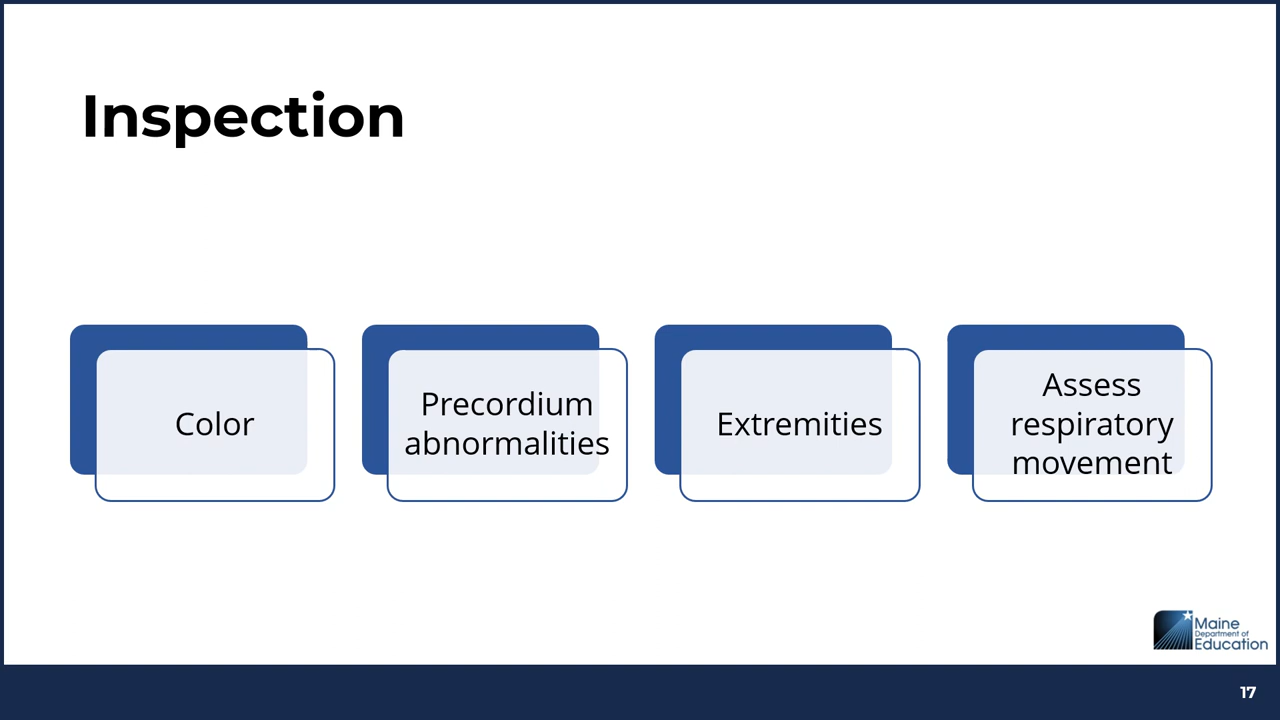 Inspection
Color
Precordium
abnormalities
Extremities
Assess
respiratory
movement
Maine
Department of
Education
17